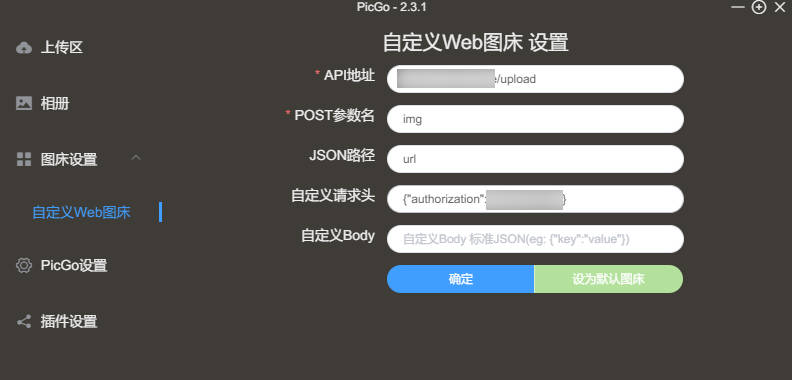 PicGo - 2.3.1
上传区
相册
图床设置
自定义Web图床
PicGo设置
插件设置
自定义Web图床 设置
* API地址
/upload
* POST参数名
img
JSON路径
url
自定义请求头
{"authorization": }
自定义Body
自定义Body 标准JSON(eg: {"key":"value"})
确定
设为默认图床